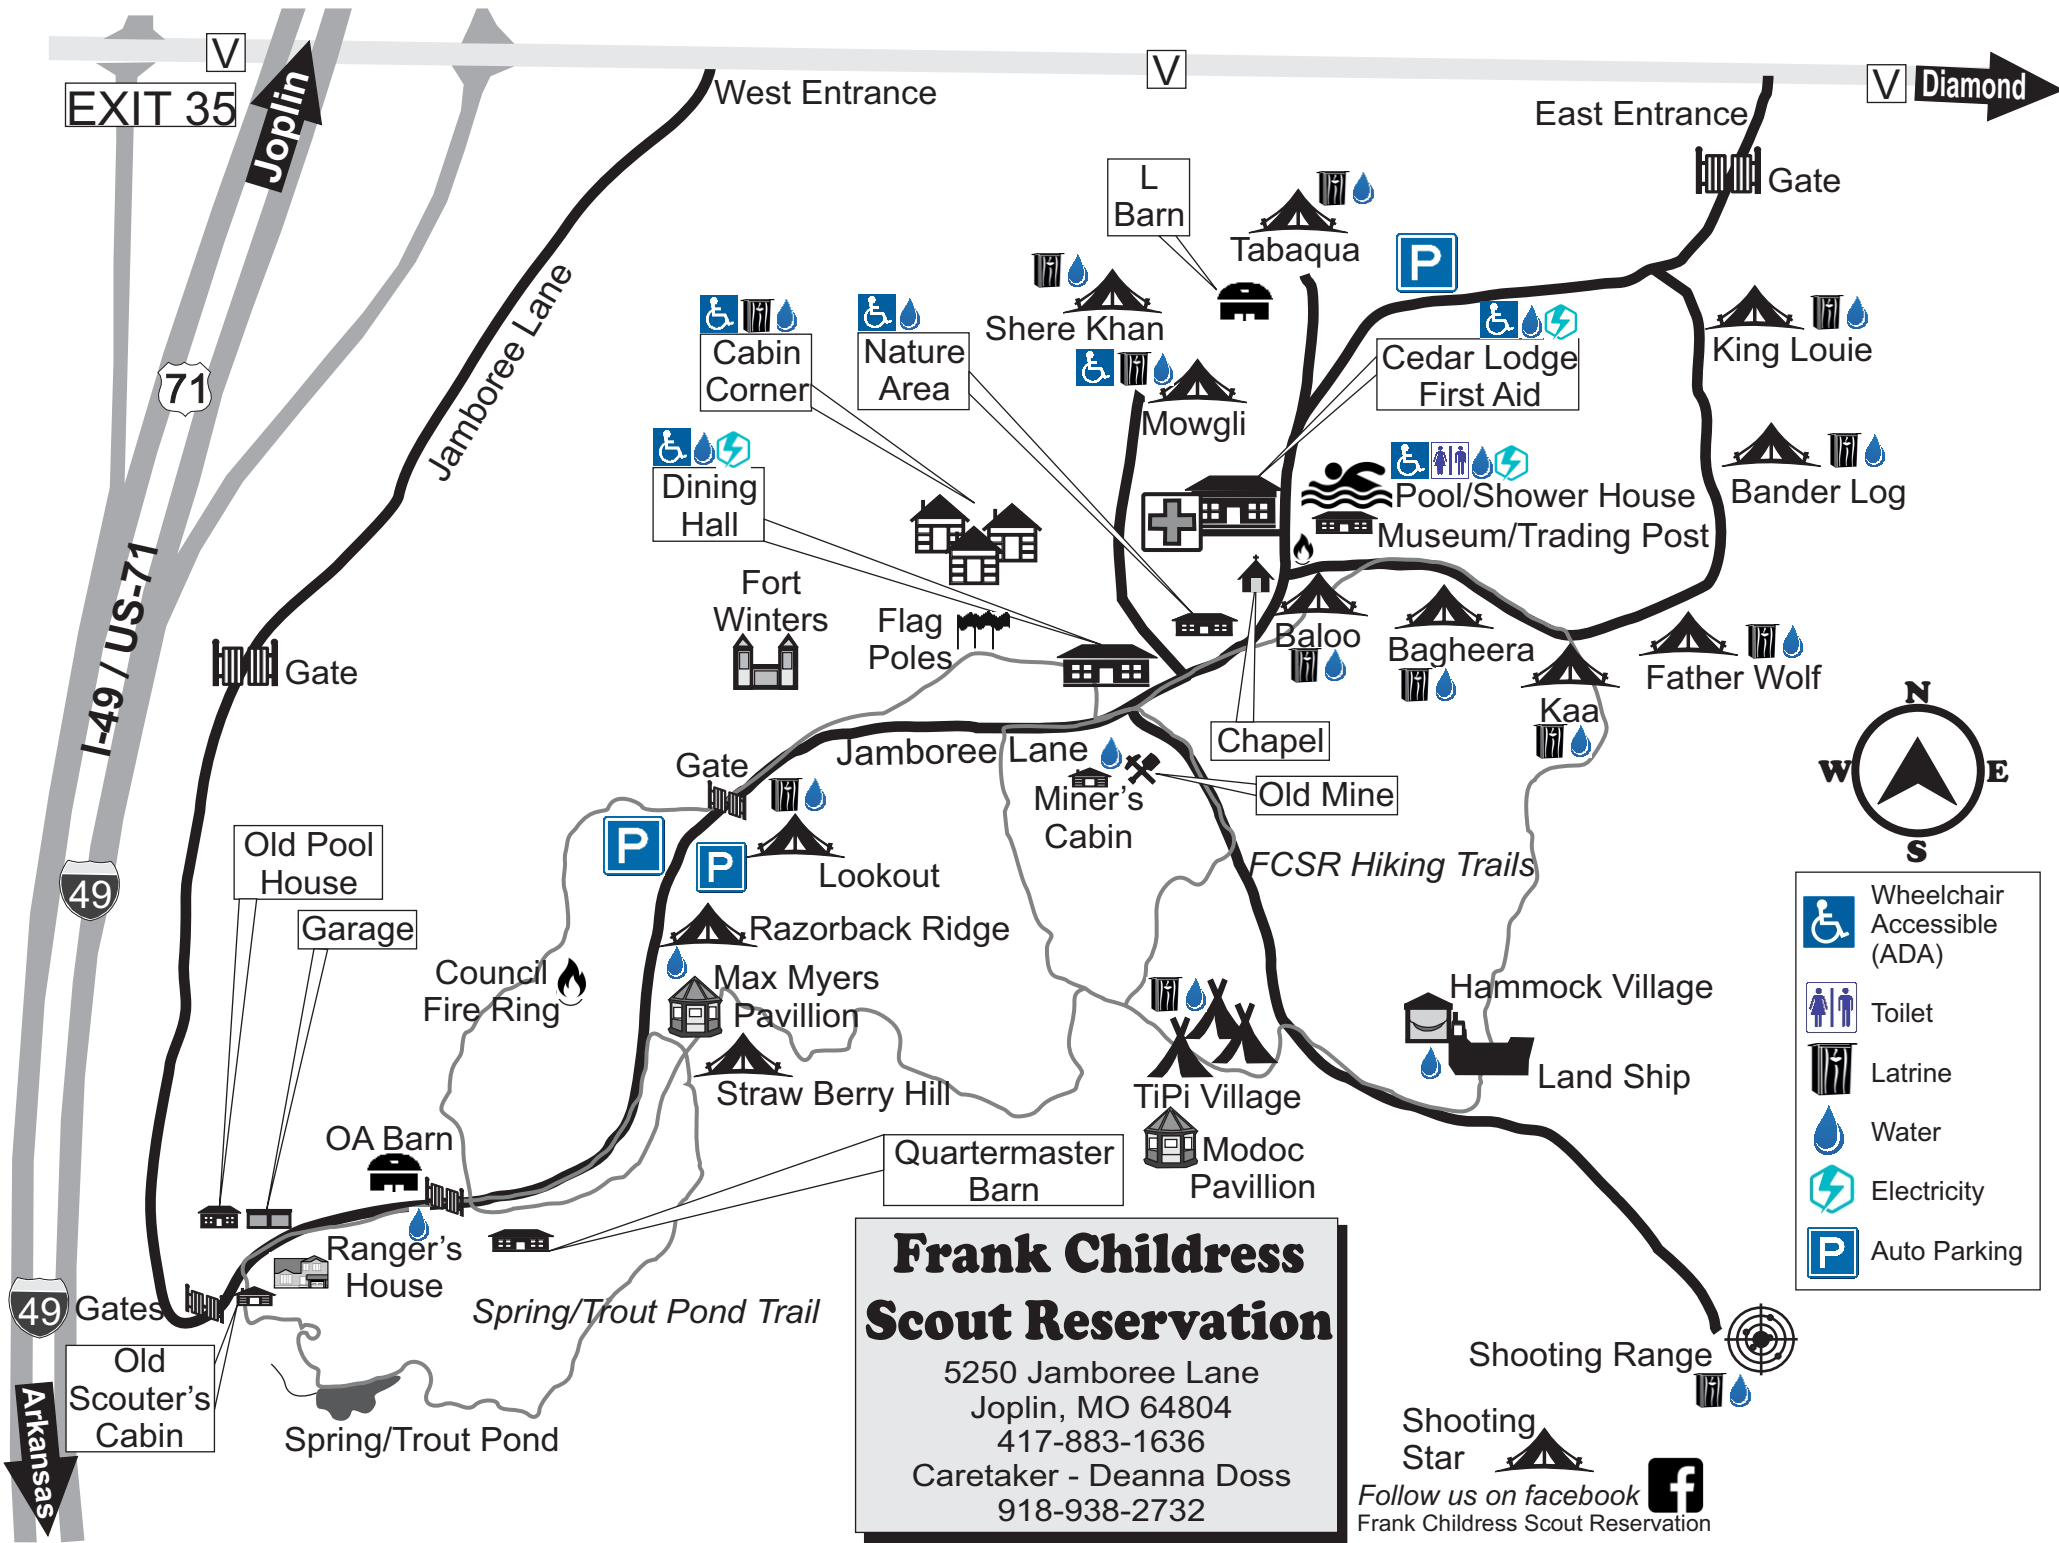 V
V
V
Diamond
EXIT 35
Joplin
West Entrance
East Entrance
Gate
L
Barn
Tabaqua
P
Jamboree Lane
Shere Khan
Cabin
Corner
Nature
Area
Cedar Lodge
First Aid
King Louie
71
Mowgli
Dining
Hall
Pool/Shower House
Museum/Trading Post
Bander Log
I-49 / US-71
Fort
Winters
Flag
Poles
Baloo
Bagheera
Father Wolf
Gate
Kaa
N
W
E
S
Chapel
Jamboree Lane
Gate
Miner's
Cabin
Old Mine
P
P
Lookout
FCSR Hiking Trails
Old Pool
House
49
Garage
Razorback Ridge
Council
Fire Ring
Max Myers
Pavillion
Hammock Village
Straw Berry Hill
TiPi Village
Land Ship
OA Barn
Quartermaster
Barn
Modoc
Pavillion
Ranger's
House
49
Gates
Spring/Trout Pond Trail
Old
Scouter's
Cabin
Arkansas
Spring/Trout Pond
Shooting Range
Shooting
Star
Wheelchair
Accessible
(ADA)
Toilet
Latrine
Water
Electricity
P
Auto Parking
Frank Childress
Scout Reservation
5250 Jamboree Lane
Joplin, MO 64804
417-883-1636
Caretaker - Deanna Doss
918-938-2732
Follow us on facebook
f
Frank Childress Scout Reservation